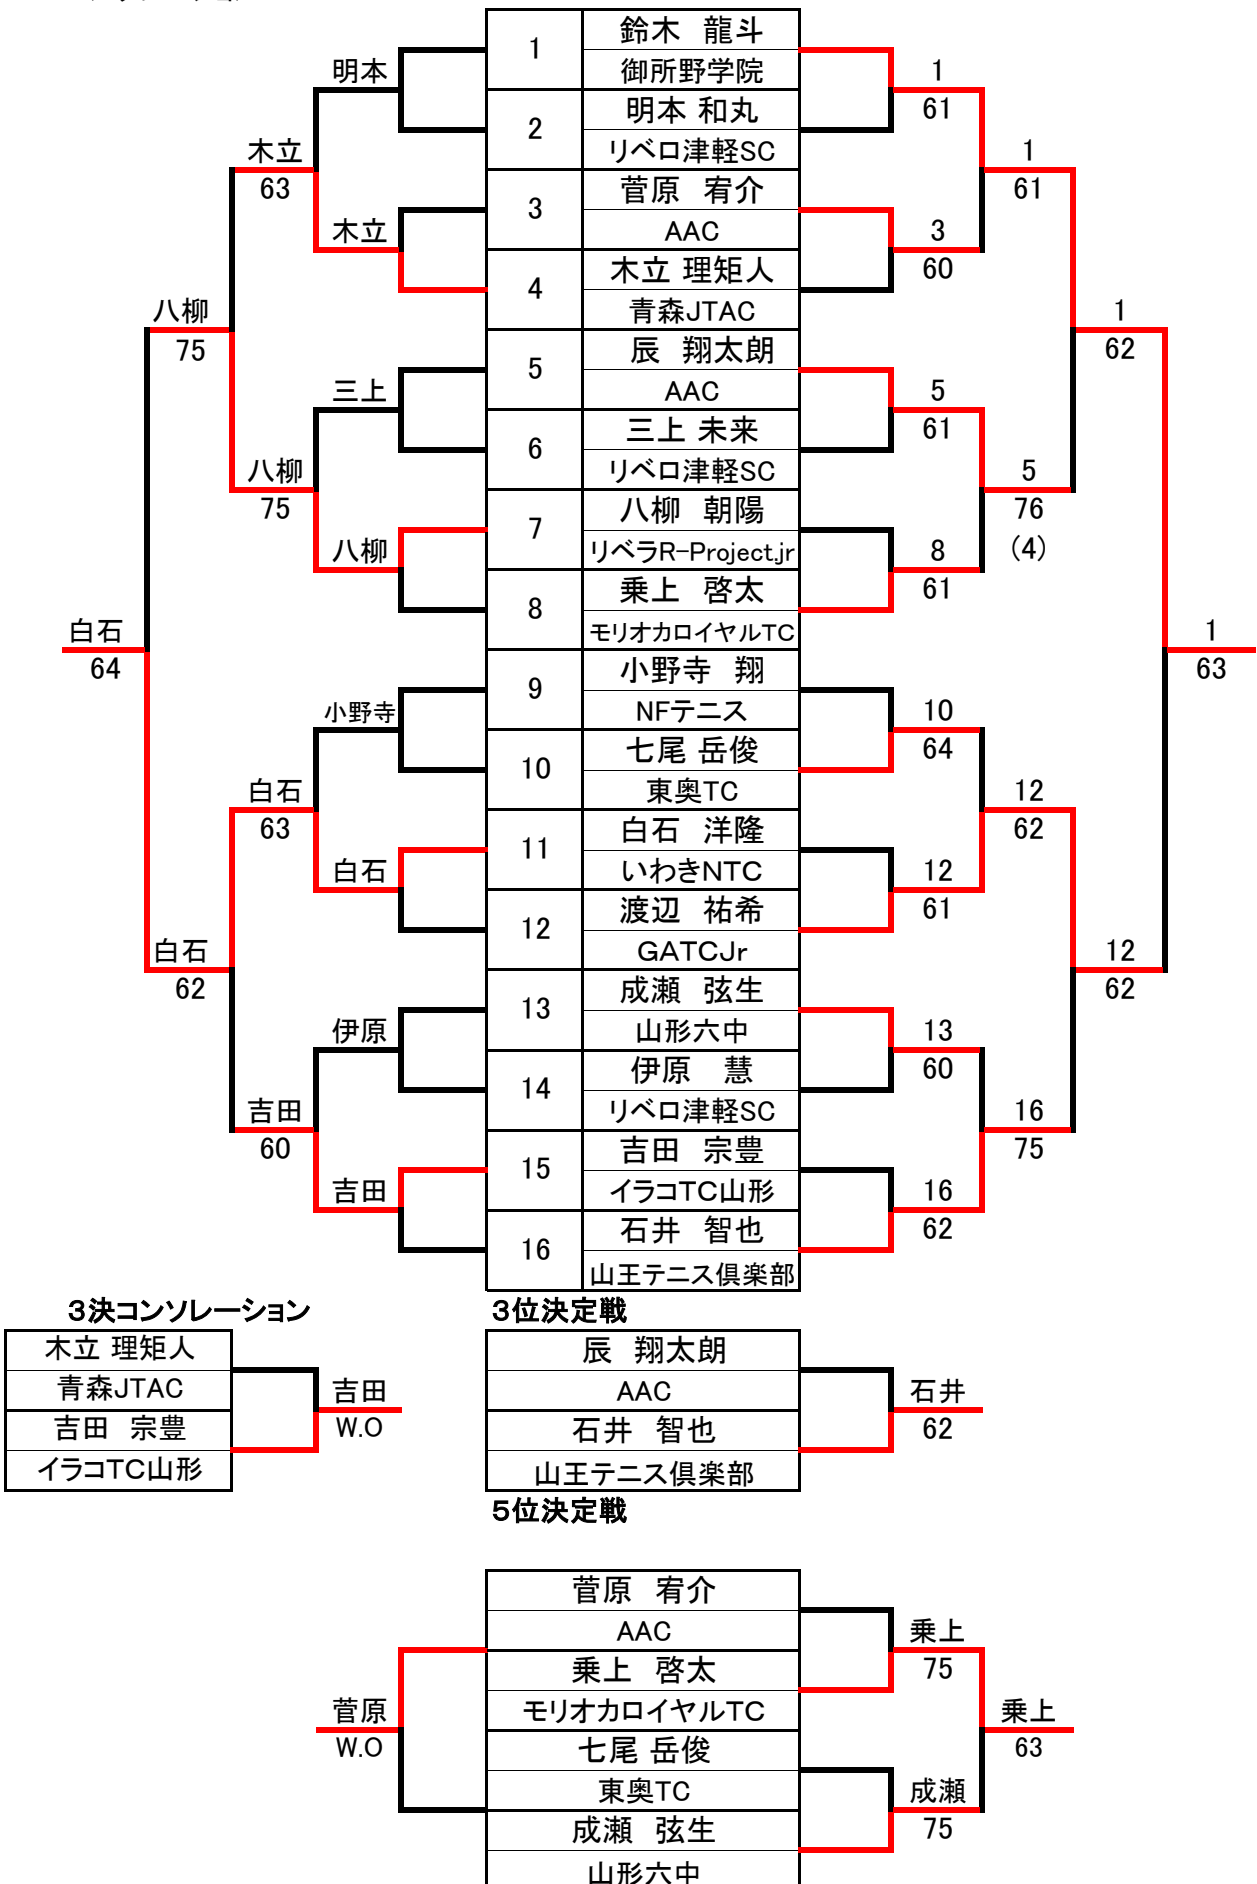 1
鈴木 龍斗
御所野学院
2
明本 和丸
リベロ津軽SC
3
菅原 宥介
AAC
4
木立 理矩人
青森JTAC
5
辰 翔太朗
AAC
6
三上 未来
リベロ津軽SC
7
八柳 朝陽
リベラR-Project.jr
8
乗上 啓太
モリオカロイヤルTC
9
小野寺 翔
NFテニス
10
七尾 岳俊
東奥TC
11
白石 洋隆
いわきNTC
12
渡辺 祐希
GATCJr
13
成瀬 弦生
山形六中
14
伊原 慧
リベロ津軽SC
15
吉田 宗豊
イラコTC山形
16
石井 智也
山王テニス倶楽部
明本
木立
三上
八柳
小野寺
白石
伊原
吉田
木立
63
八柳
75
白石
63
吉田
60
八柳
75
白石
62
白石
64
1
61
3
60
5
61
8
61
10
64
12
61
13
60
16
62
1
61
5
76
(4)
12
62
16
75
1
62
12
62
1
63
3決コンソレーション
木立 理矩人
青森JTAC
吉田 宗豊
イラコTC山形
吉田
W.O
3位決定戦
辰 翔太朗
AAC
石井 智也
山王テニス倶楽部
石井
62
5位決定戦
菅原 宥介
AAC
乗上 啓太
モリオカロイヤルTC
七尾 岳俊
東奥TC
成瀬 弦生
山形六中
菅原
W.O
乗上
75
成瀬
75
乗上
63